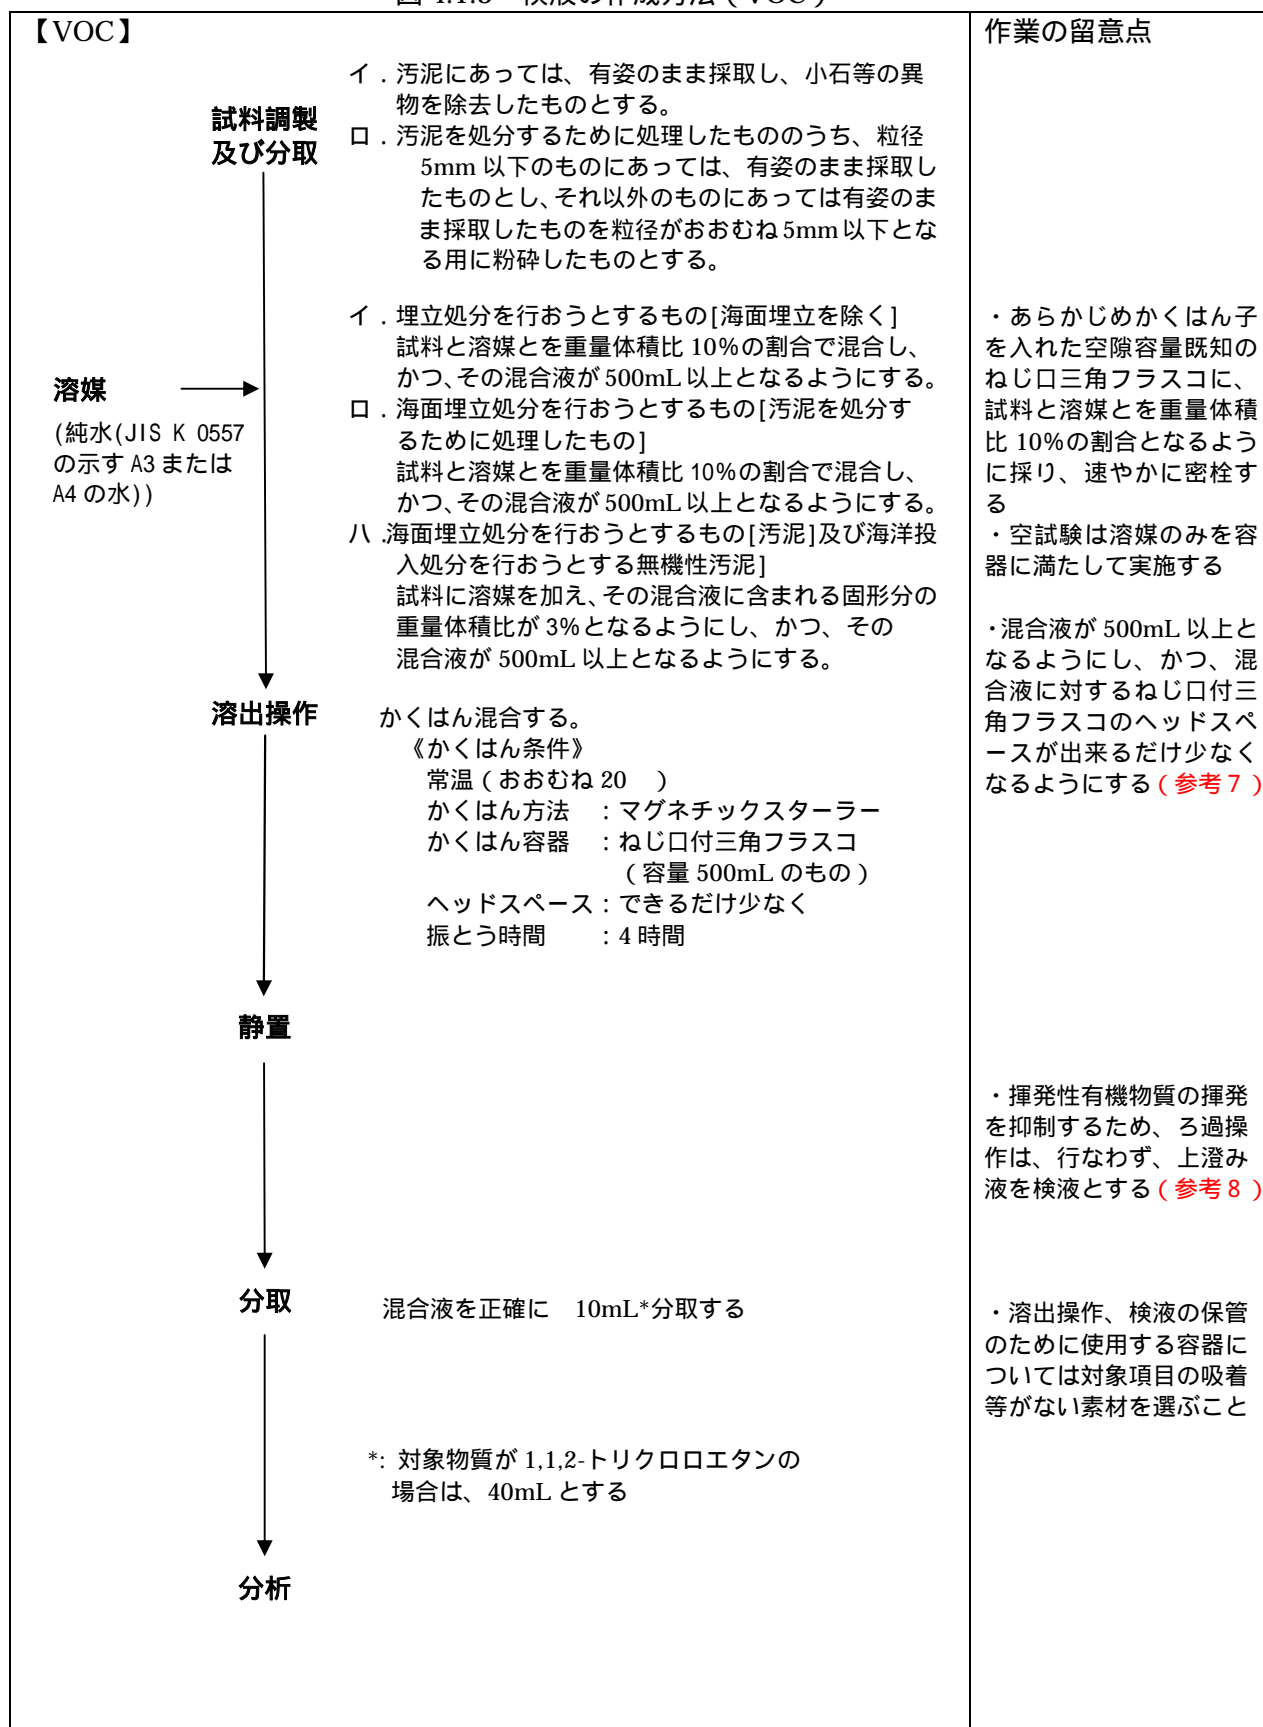 【VOC】
試料調製
及び分取
イ．汚泥にあっては、有姿のまま採取し、小石等の異
物を除去したものとする。
ロ．汚泥を処分するために処理したもののうち、粒径
5mm 以下のものにあっては、有姿のまま採取し
たものとし、それ以外のものにあっては有姿のま
ま採取したものを粒径がおおむね 5mm 以下とな
る用に粉砕したものとする。
溶媒
(純水(JIS K 0557
の示す A3 または
A4 の水))
イ．埋立処分を行おうとするもの[海面埋立を除く]
試料と溶媒とを重量体積比 10％の割合で混合し、
かつ、その混合液が 500mL 以上となるようにする。
ロ．海面埋立処分を行おうとするもの[汚泥を処分す
るために処理したもの]
試料と溶媒とを重量体積比 10％の割合で混合し、
かつ、その混合液が 500mL 以上となるようにする。
ハ．海面埋立処分を行おうとするもの[汚泥]及び海洋投
入処分を行おうとする無機性汚泥]
試料に溶媒を加え、その混合液に含まれる固形分の
重量体積比が 3％となるようにし、かつ、その
混合液が 500mL 以上となるようにする。
溶出操作
かくはん混合する。
《かくはん条件》
常温（おおむね 20　）
かくはん方法　：マグネチックスターラー
かくはん容器　：ねじ口付三角フラスコ
（容量 500mL のもの）
ヘッドスペース：できるだけ少なく
振とう時間　　：4 時間
静置
分取
混合液を正確に　10mL*分取する
*: 対象物質が 1,1,2-トリクロロエタンの
場合は、40mL とする
分析
作業の留意点
・あらかじめかくはん子
を入れた空隙容量既知の
ねじ口三角フラスコに、
試料と溶媒とを重量体積
比 10％の割合となるよう
に採り、速やかに密栓す
る
・空試験は溶媒のみを容
器に満たして実施する
・混合液が 500mL 以上と
なるようにし、かつ、混
合液に対するねじ口付三
角フラスコのヘッドスペ
ースが出来るだけ少なく
なるようにする（参考７）
・揮発性有機物質の揮発
を抑制するため、ろ過操
作は、行なわず、上澄み
液を検液とする（参考８）
・溶出操作、検液の保管
のために使用する容器に
ついては対象項目の吸着
等がない素材を選ぶこと